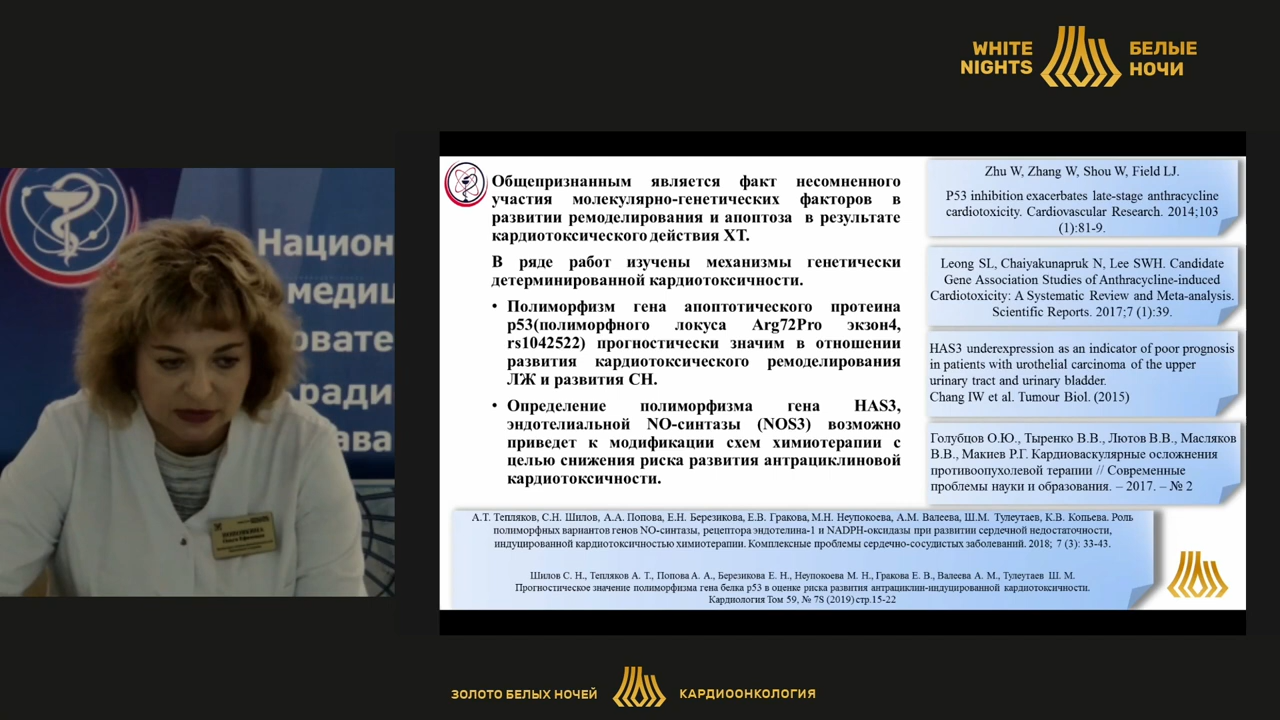 WHITE
NIGHTS
БЕЛЫЕ
НОЧИ
Национ
медиц
овате
ради
ава
Общепризнанным является факт несомненного
участия молекулярно-генетических факторов в
развитии ремоделирования и апоптоза в результате
кардиотоксического действия ХТ.
В ряде работ изучены механизмы генетически
детерминированной кардиотоксичности.
• Полиморфизм гена апоптотического протеина
р53(полиморфного локуса Arg72Pro экзон4,
rs1042522) прогностически значим в отношении
развития кардиотоксического ремоделирования
ЛЖ и развития СН.
• Определение полиморфизма гена HAS3,
эндотелиальной NO-синтазы (NOS3) возможно
приведет к модификации схем химиотерапии с
целью снижения риска развития антрациклиновой
кардиотоксичности.
Zhu W, Zhang W, Shou W, Field LJ.
P53 inhibition exacerbates late-stage anthracycline
cardiotoxicity. Cardiovascular Research. 2014;103
(1):81-9.
Leong SL, Chaiyakunapruk N, Lee SWH. Candidate
Gene Association Studies of Anthracycline-induced
Cardiotoxicity: A Systematic Review and Meta-analysis.
Scientific Reports. 2017;7 (1):39.
HAS3 underexpression as an indicator of poor prognosis
in patients with urothelial carcinoma of the upper
urinary tract and urinary bladder.
Chang IW et al. Tumour Biol. (2015)
Голубцов О.Ю., Тыренко В.В., Лютов В.В., Масляков
В.В., Макиев Р.Г. Кардиоваскулярные осложнения
противоопухолевой терапии // Современные
проблемы науки и образования. – 2017. – № 2
А.Т. Тепляков, С.Н. Шилов, А.А. Попова, Е.Н. Березикова, Е.В. Гракова, М.Н. Неупокоева, А.М. Валеева, Ш.М. Тулеутаев, К.В. Копьева. Роль
полиморфных вариантов генов NO-синтазы, рецептора эндотелина-1 и NADPH-оксидазы при развитии сердечной недостаточности,
индуцированной кардиотоксичностью химиотерапии. Комплексные проблемы сердечно-сосудистых заболеваний. 2018; 7 (3): 33-43.
Шилов С. Н., Тепляков А. Т., Попова А. А., Березикова Е. Н., Неупокоева М. Н., Гракова Е. В., Валеева А. М., Тулеутаев Ш. М.
Прогностическое значение полиморфизма гена белка р53 в оценке риска развития антрациклин-индуцированной кардиотоксичности.
Кардиология Том 59, № 7S (2019) стр.15-22
ЗОЛОТО БЕЛЫХ НОЧЕЙ
КАРДИООНКОЛОГИЯ